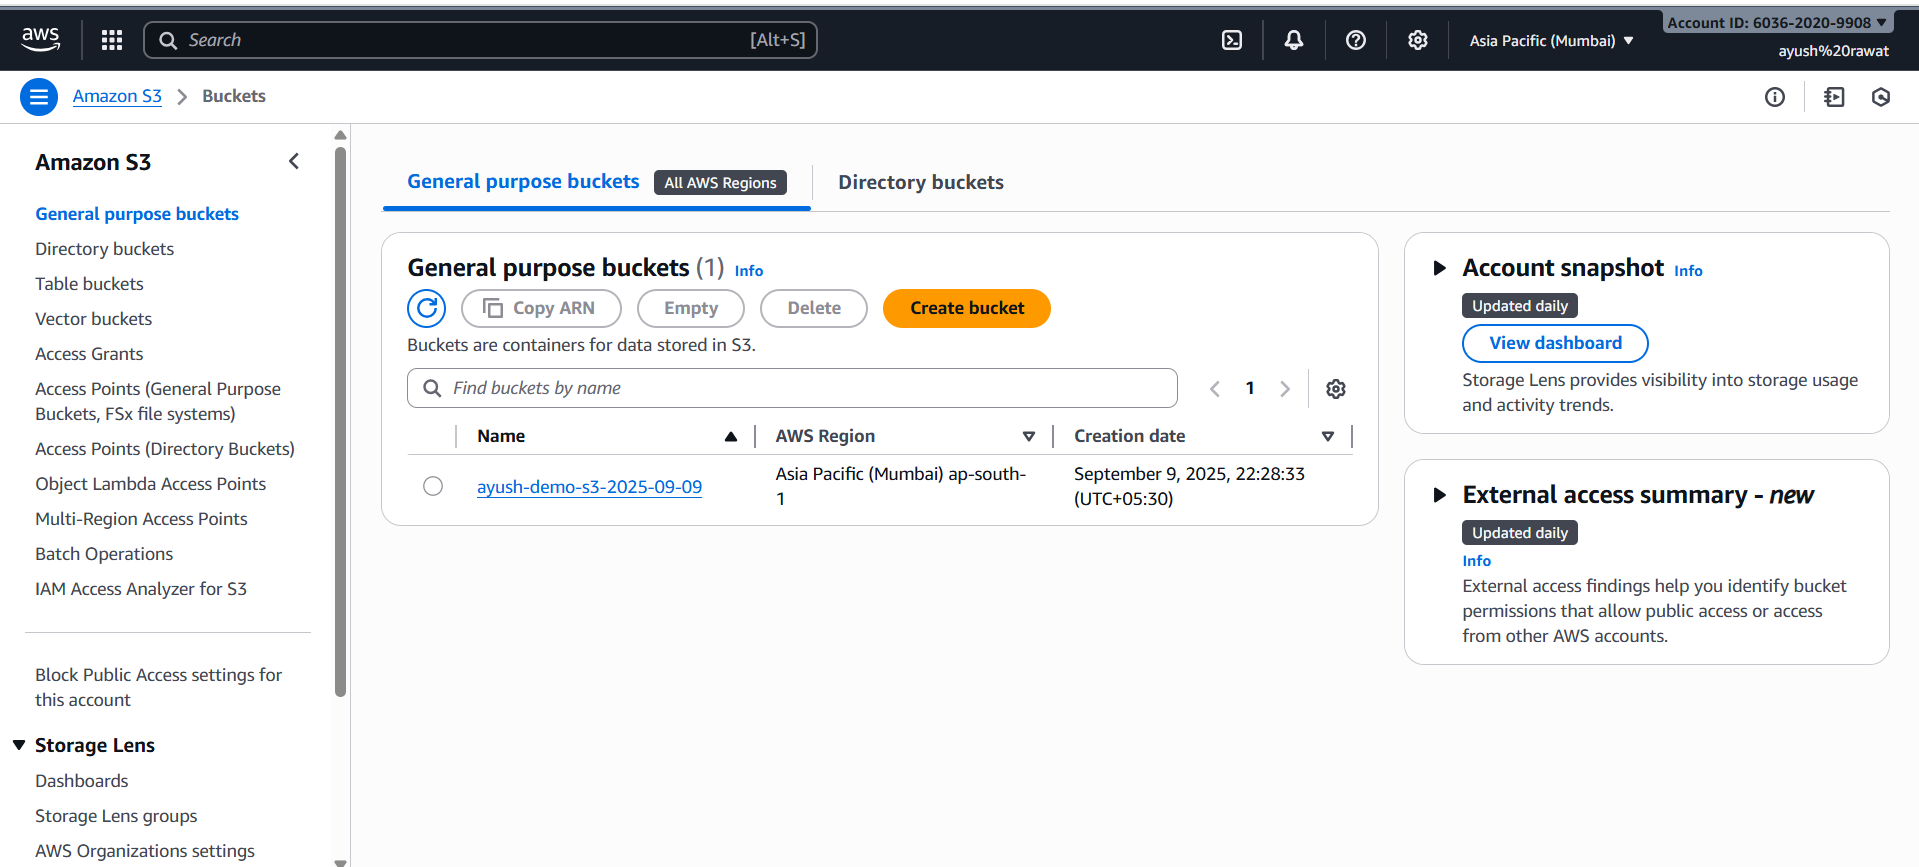 aws
Search
[Alt+S]
Asia Pacific (Mumbai)
Account ID: 6036-2020-9908
ayush%20rawat
Amazon S3
Buckets
Amazon S3
General purpose buckets
Directory buckets
Table buckets
Vector buckets
Access Grants
Access Points (General Purpose
Buckets, FSx file systems)
Access Points (Directory Buckets)
Object Lambda Access Points
Multi-Region Access Points
Batch Operations
IAM Access Analyzer for S3
Block Public Access settings for
this account
Storage Lens
Dashboards
Storage Lens groups
AWS Organizations settings
General purpose buckets All AWS Regions
Directory buckets
General purpose buckets (1) Info
Copy ARN
Empty
Delete
Create bucket
Buckets are containers for data stored in S3.
Find buckets by name
1
Name
AWS Region
Creation date
ayush-demo-s3-2025-09-09
Asia Pacific (Mumbai) ap-south-
1
September 9, 2025, 22:28:33
(UTC+05:30)
Account snapshot Info
Updated daily
View dashboard
Storage Lens provides visibility into storage usage
and activity trends.
External access summary - new
Updated daily
Info
External access findings help you identify bucket
permissions that allow public access or access
from other AWS accounts.